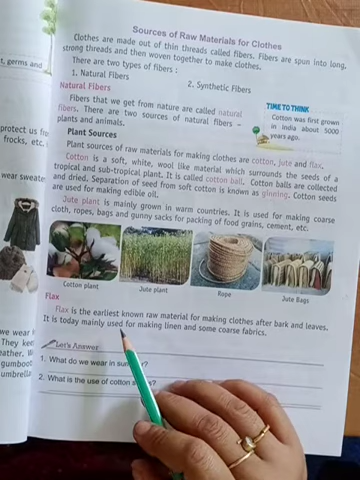 Sources of Raw Materials for Clothes
Clothes are made out of thin threads called fibers. Fibers are spun into long,
strong threads and then woven together to make clothes.
There are two types of fibers :
1. Natural Fibers
2. Synthetic Fibers
Natural Fibers
Fibers that we get from nature are called natural
fibers. There are two sources of natural fibers –
plants and animals.
TIME TO THINK
Cotton was first grown
in India about 5000
years ago.
Plant Sources
Plant sources of raw materials for making clothes are cotton, jute and flax.
Cotton is a soft, white, wool like material which surrounds the seeds of a
tropical and sub-tropical plant. It is called cotton ball. Cotton balls are collected
and dried. Separation of seed from soft cotton is known as ginning. Cotton seeds
are used for making edible oil.
Jute plant is mainly grown in warm countries. It is used for making coarse
cloth, ropes, bags and gunny sacks for packing of food grains, cement, etc.
Cotton plant
Jute plant
Rope
Jute Bags
Flax
Flax is the earliest known raw material for making clothes after bark and leaves.
It is today mainly used for making linen and some coarse fabrics.
Let's Answer
1. What do we wear in
2. What is the use of cotton
t, germs and
protect us fro
frocks, etc.
wear sweate
we wear
They kee
eather. W
gumboot
umbrella